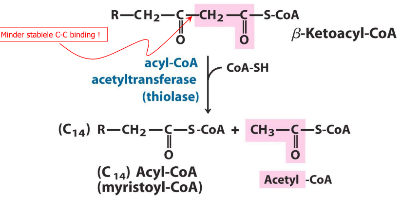 R—CH₂—C—CH₂—C—S-CoA
Minder stabiele C-C binding !
O O
β-Ketoacyl-CoA
acyl-CoA
acetyltransferase
(thiolase)
CoA-SH
(C₁₄) R—CH₂—C—S-CoA + CH₃—C—S-CoA
O O
(C₁₄) Acyl-CoA
(myristoyl-CoA)
Acetyl -CoA